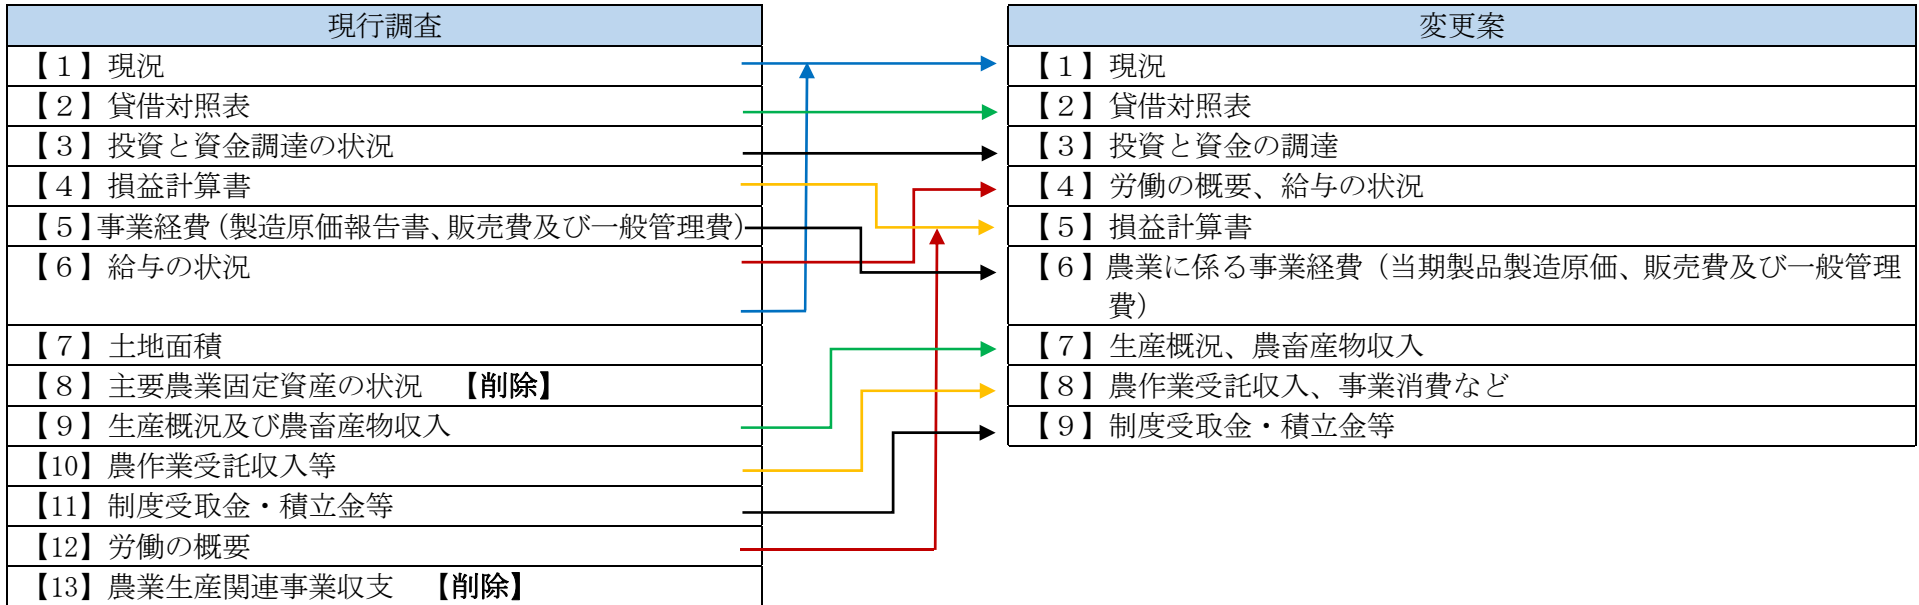 現行調査
【１】現況
【２】貸借対照表
【３】投資と資金調達の状況
【４】損益計算書
【５】事業経費（製造原価報告書、販売費及び一般管理費）
【６】給与の状況
【７】土地面積
【８】主要農業固定資産の状況　【削除】
【９】生産概況及び農畜産物収入
【10】農作業受託収入等
【11】制度受取金・積立金等
【12】労働の概要
【13】農業生産関連事業収支　【削除】
変更案
【１】現況
【２】貸借対照表
【３】投資と資金の調達
【４】労働の概要、給与の状況
【５】損益計算書
【６】農業に係る事業経費（当期製品製造原価、販売費及び一般管理
費）
【７】生産概況、農畜産物収入
【８】農作業受託収入、事業消費など
【９】制度受取金・積立金等